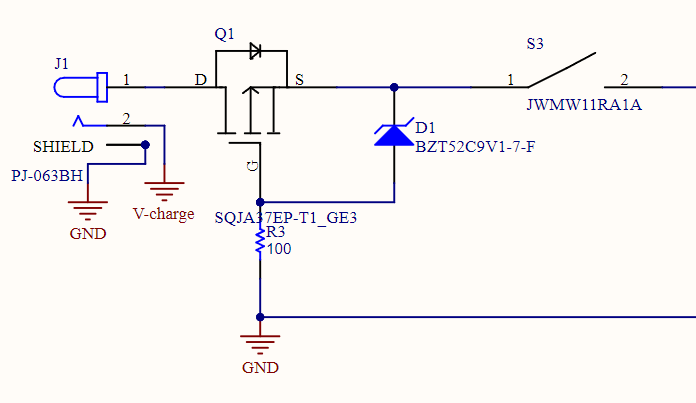 Q1
S3
J1
1
D
S
1
2
JWMW11RA1A
2
D1
SHIELD
BZT52C9V1-7-F
G
PJ-063BH
V-charge
SQJA37EP-T1_GE3
GND
R3
100
GND